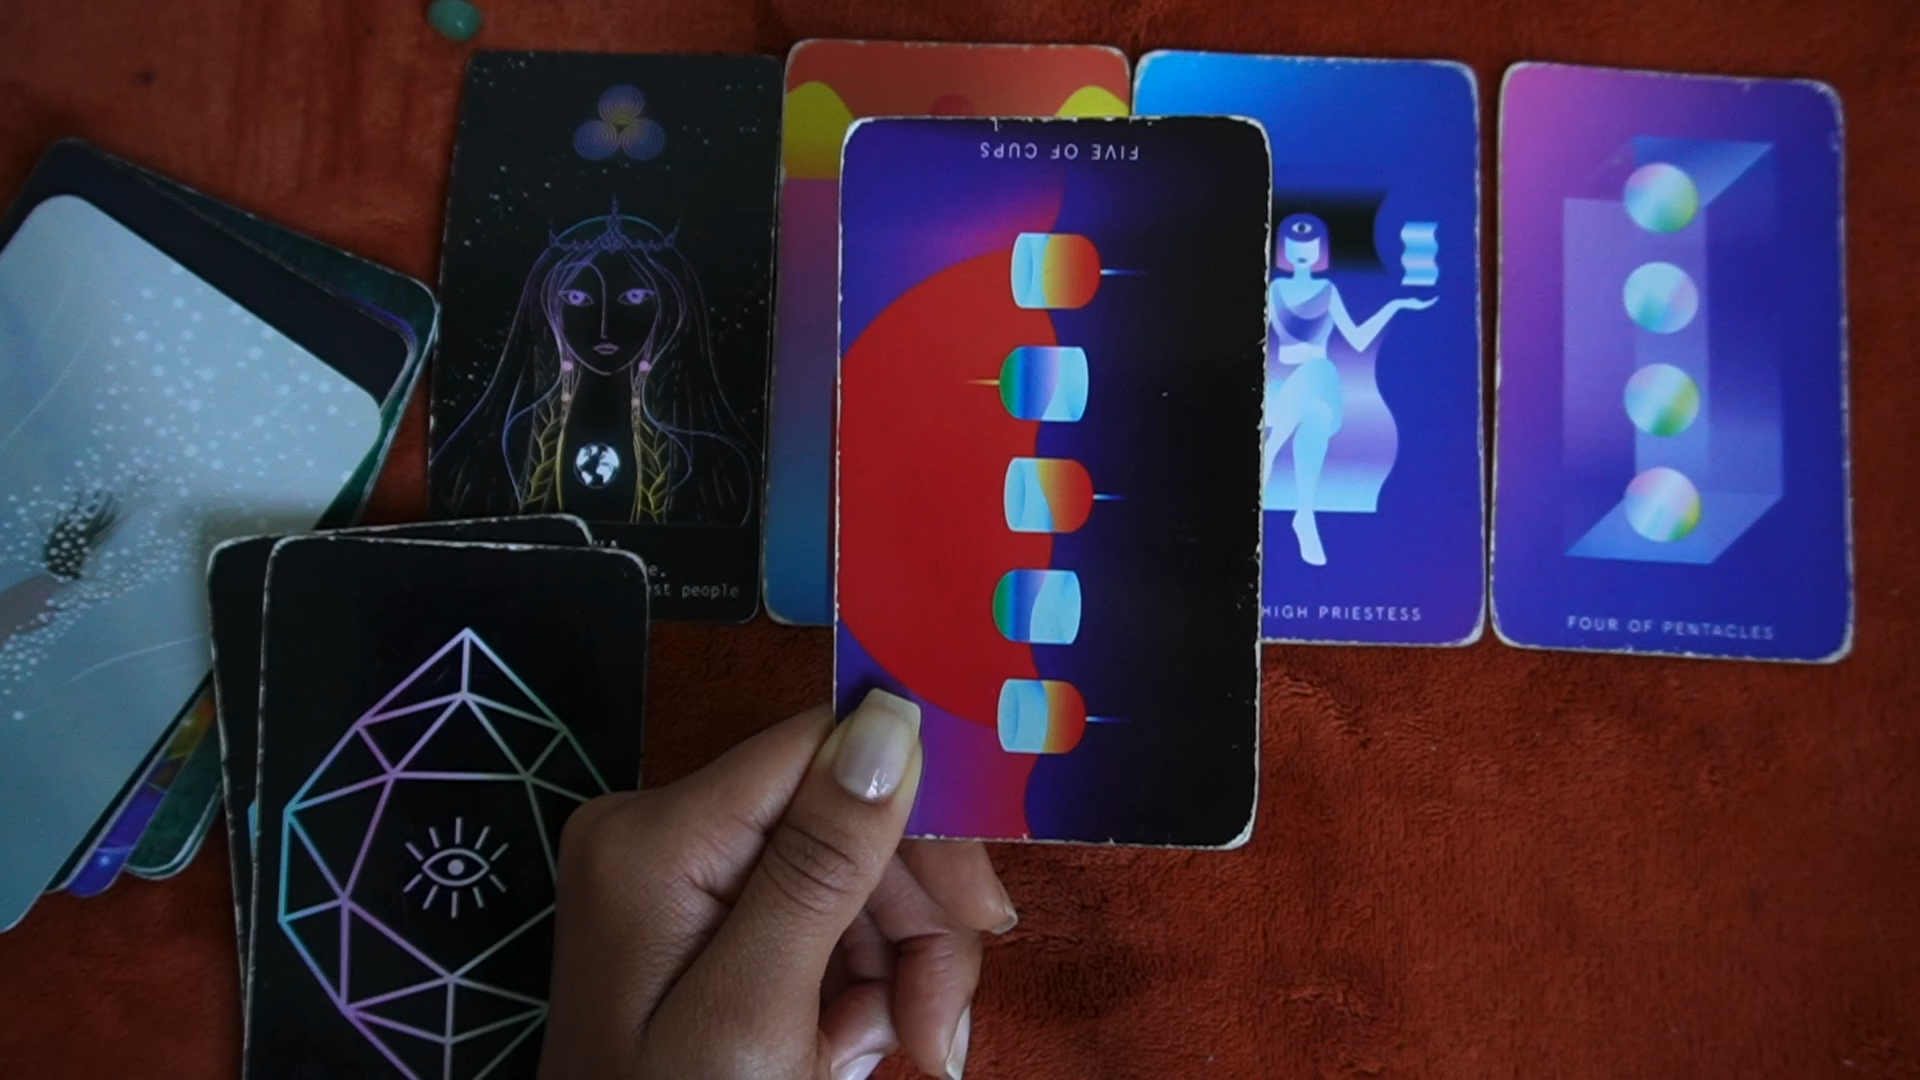 FIVE OF CUPS
st people
HIGH PRIESTESS
FOUR OF PENTACLES